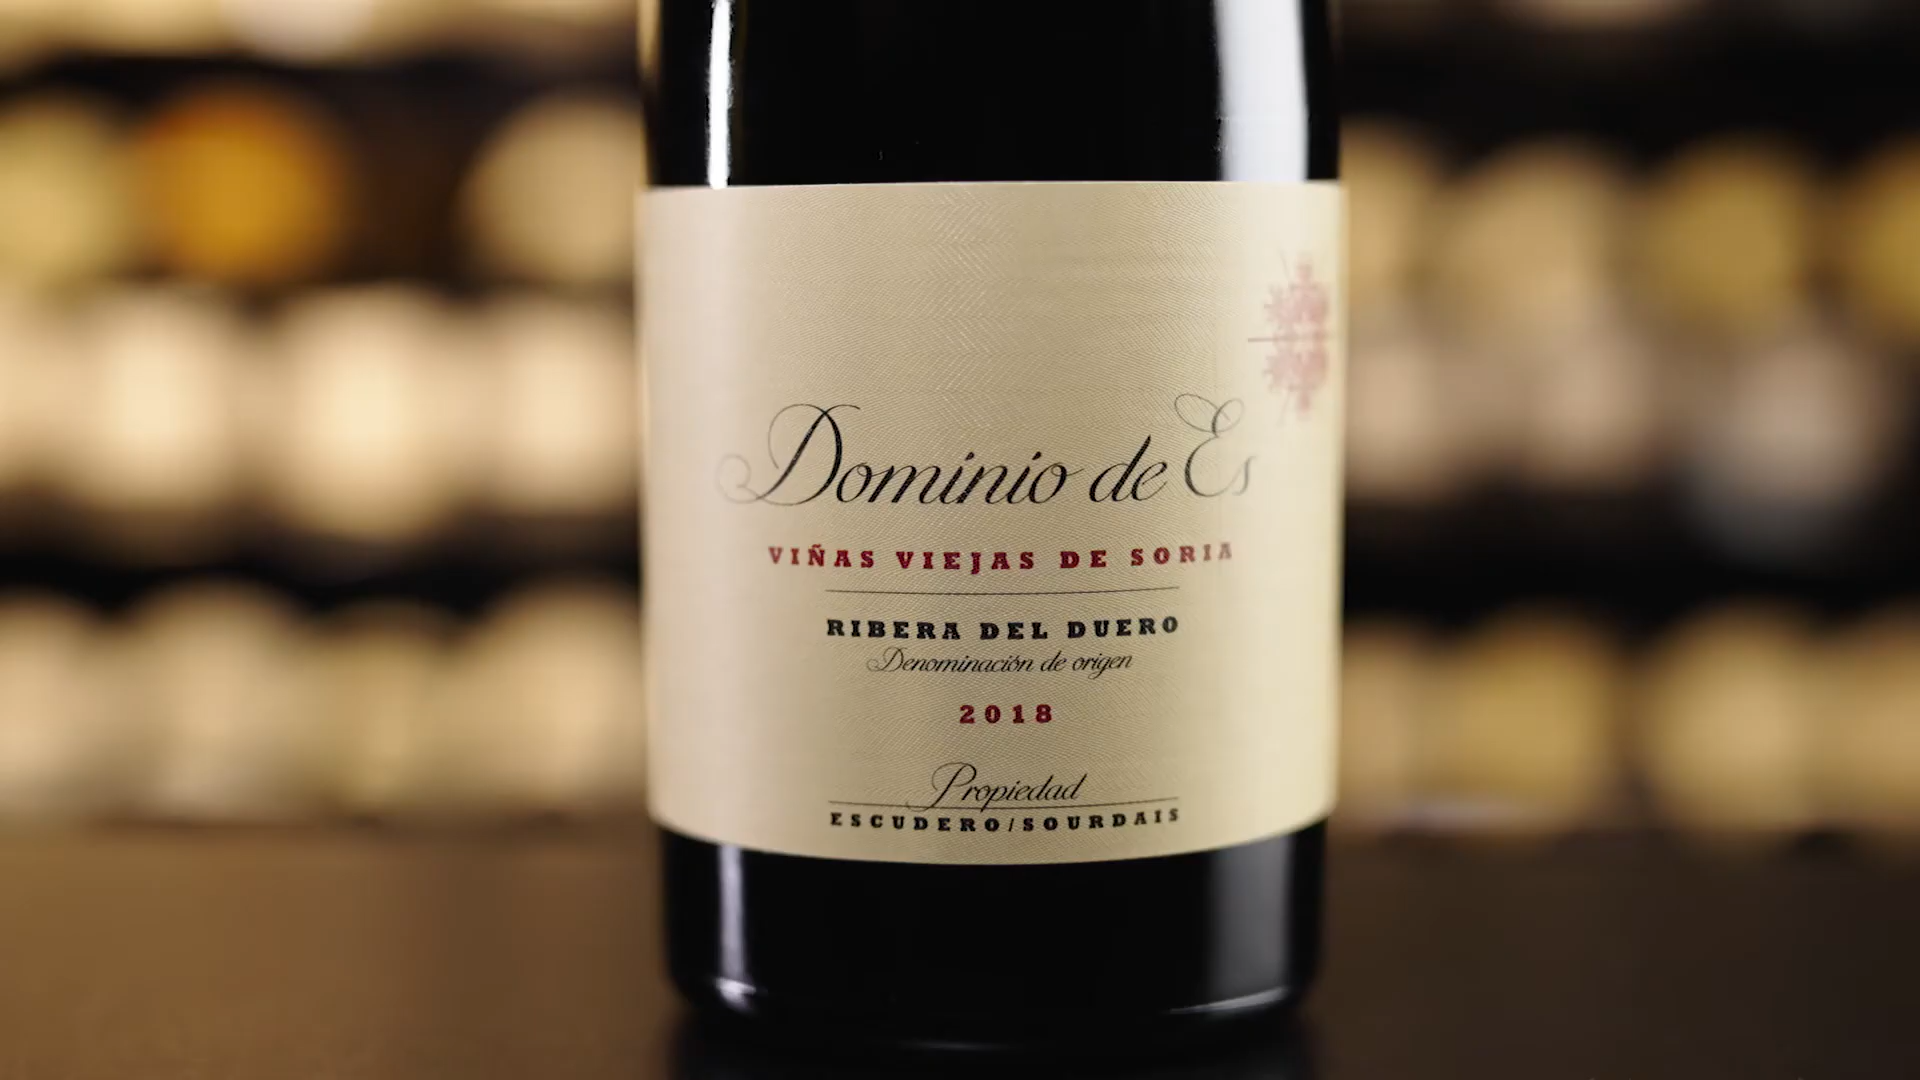 Dominio de Es
VIÑAS VIEJAS DE SORIA
RIBERA DEL DUERO
Denominación de origen
2018
Propiedad
ESCUDERO/SOURDAIS